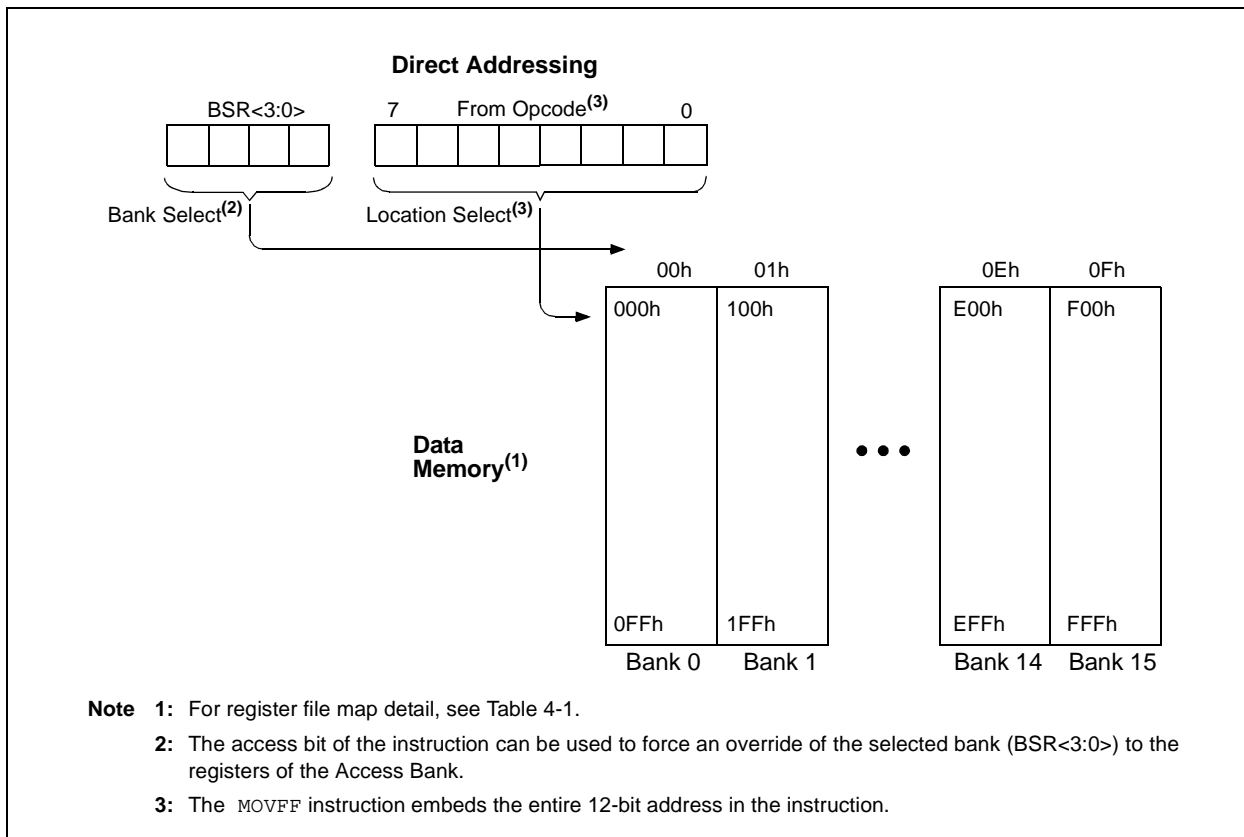 Direct Addressing
BSR<3:0>
7 From Opcode(3) 0
Bank Select(2)
Location Select(3)
00h 01h 0Eh 0Fh
000h 100h E00h F00h
Data
Memory(1)
0FFh 1FFh EFFh FFFh
Bank 0 Bank 1 Bank 14 Bank 15
Note 1: For register file map detail, see Table 4-1.
2: The access bit of the instruction can be used to force an override of the selected bank (BSR<3:0>) to the
registers of the Access Bank.
3: The MOVFF instruction embeds the entire 12-bit address in the instruction.